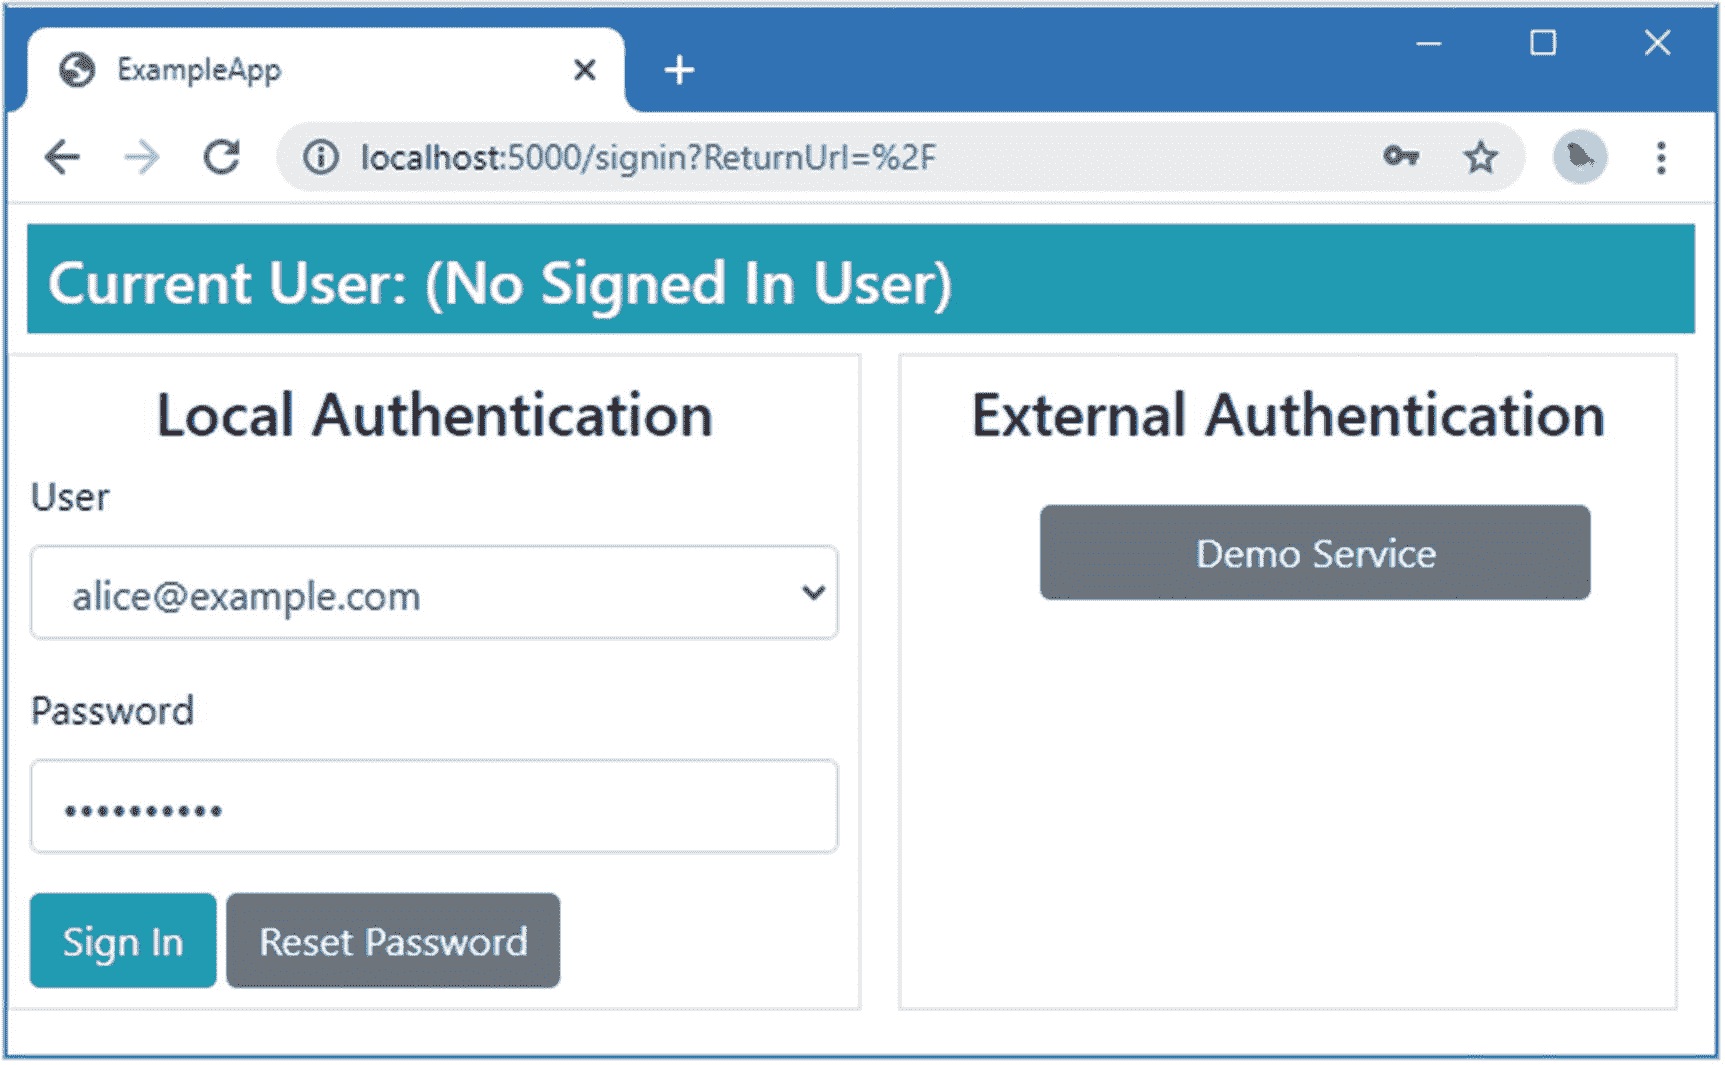 ExampleApp
localhost:5000/signin?ReturnUrl=%2F
Current User: (No Signed In User)
Local Authentication
User
alice@example.com
Password
••••••••••
Sign In Reset Password
External Authentication
Demo Service